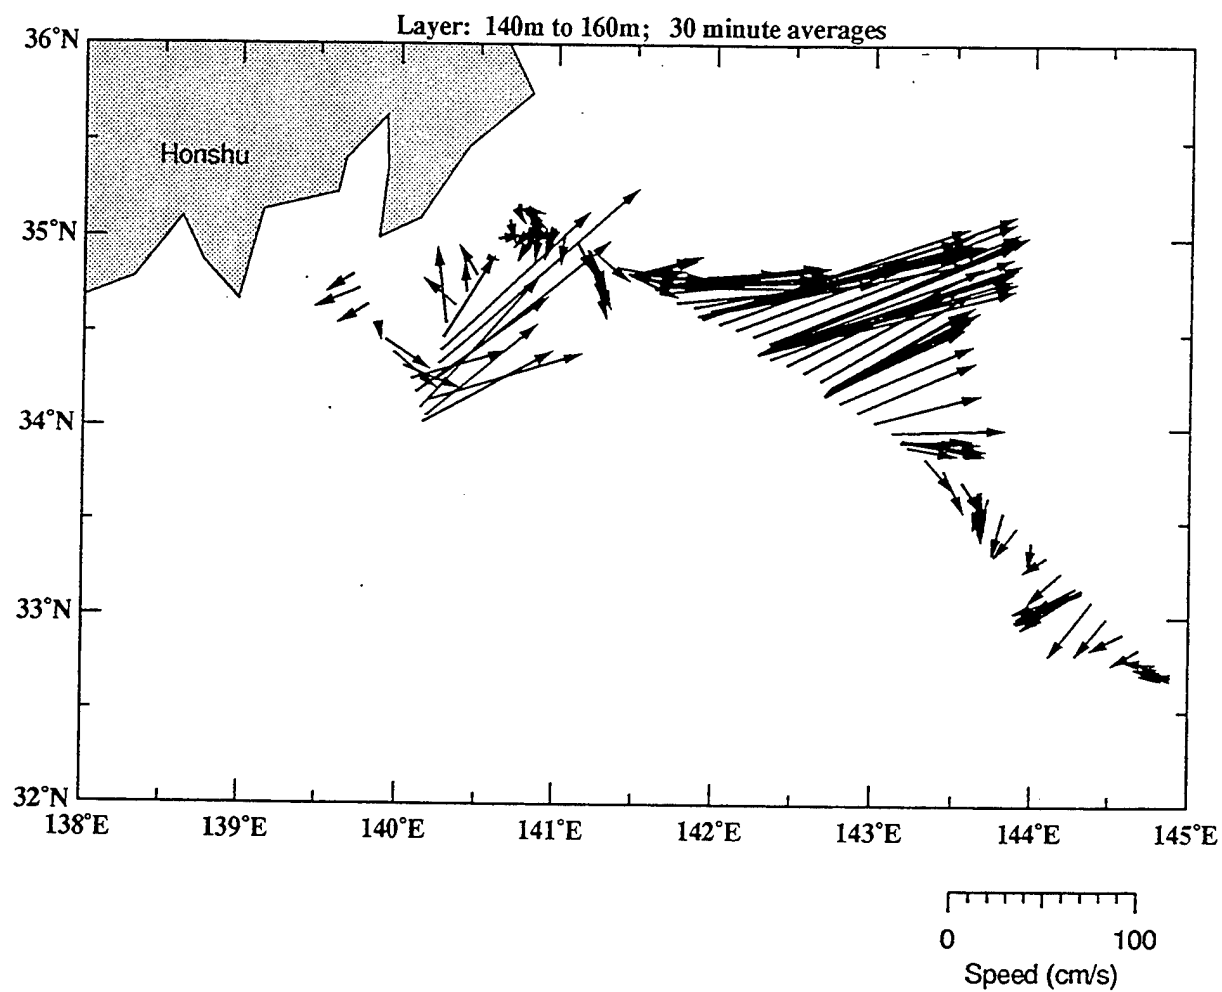 Layer: 140m to 160m; 30 minute averages
36°N
Honshu
35°N
34°N
33°N
32°N
138°E 139°E 140°E 141°E 142°E 143°E 144°E 145°E
0 100
Speed (cm/s)